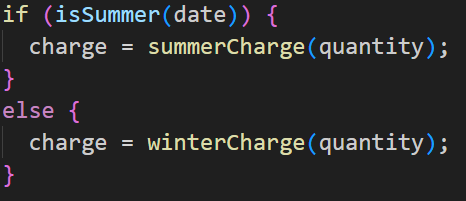 if (isSummer(date)) {
  charge = summerCharge(quantity);
}
else {
  charge = winterCharge(quantity);
}